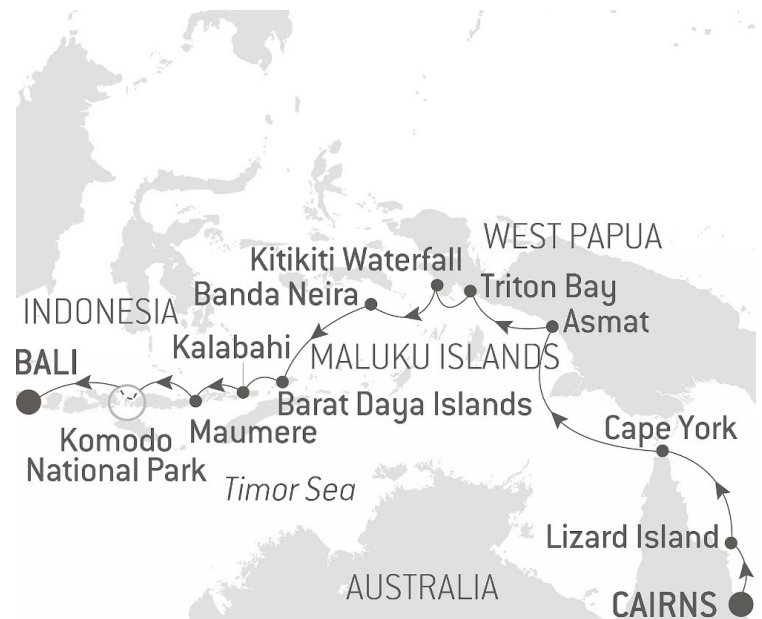 WEST PAPUA
Kitikiti Waterfall
Triton Bay
Banda Neira
INDONESIA
Asmat
Kalabahi
MALUKU ISLANDS
BALI
Barat Daya Islands
Cape York
Maumere
Komodo
National Park
Timor Sea
Lizard Island
AUSTRALIA
CAIRNS